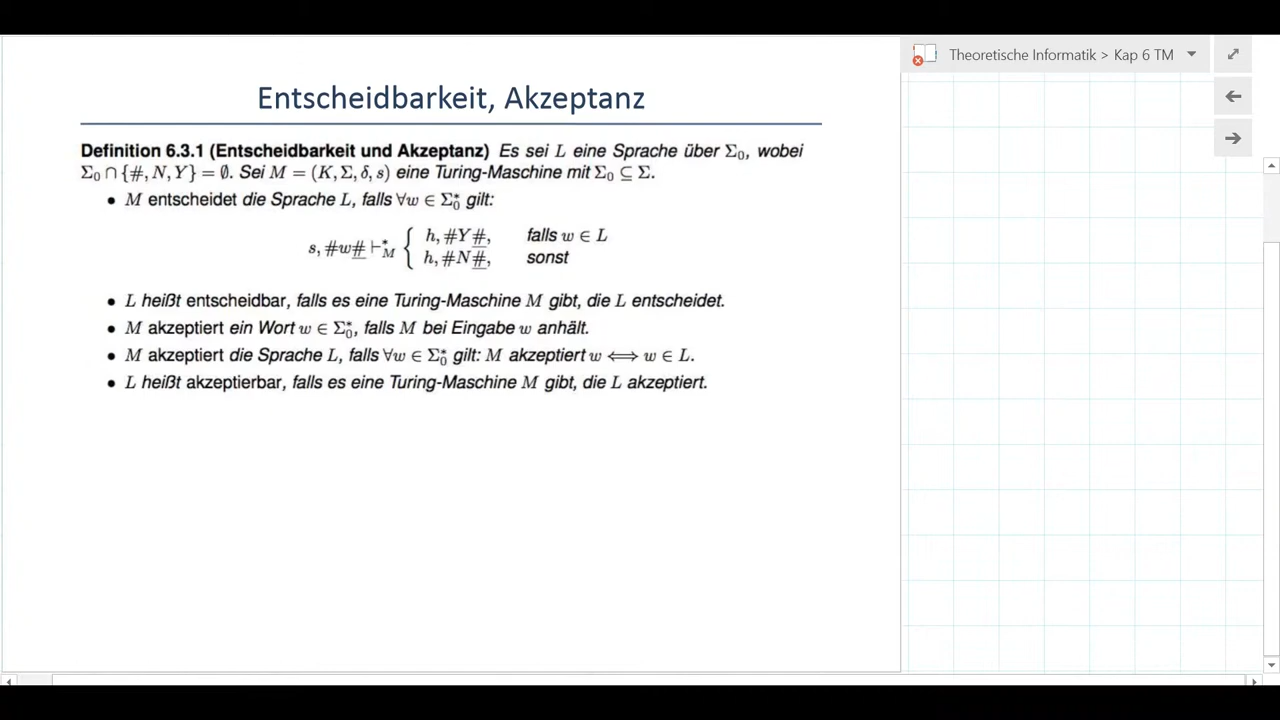 Theoretische Informatik > Kap 6 TM
Entscheidbarkeit, Akzeptanz
Definition 6.3.1 (Entscheidbarkeit und Akzeptanz) Es sei L eine Sprache über Σ₀, wobei
Σ₀ ∩ {#, N, Y} = ∅. Sei M = (K, Σ, δ, s) eine Turing-Maschine mit Σ₀ ⊆ Σ.
• M entscheidet die Sprache L, falls ∀w ∈ Σ₀* gilt:
s, #w# ⊢*_M { h, #Y#, falls w ∈ L
h, #N#, sonst
• L heißt entscheidbar, falls es eine Turing-Maschine M gibt, die L entscheidet.
• M akzeptiert ein Wort w ∈ Σ₀*, falls M bei Eingabe w anhält.
• M akzeptiert die Sprache L, falls ∀w ∈ Σ₀* gilt: M akzeptiert w ⟺ w ∈ L.
• L heißt akzeptierbar, falls es eine Turing-Maschine M gibt, die L akzeptiert.